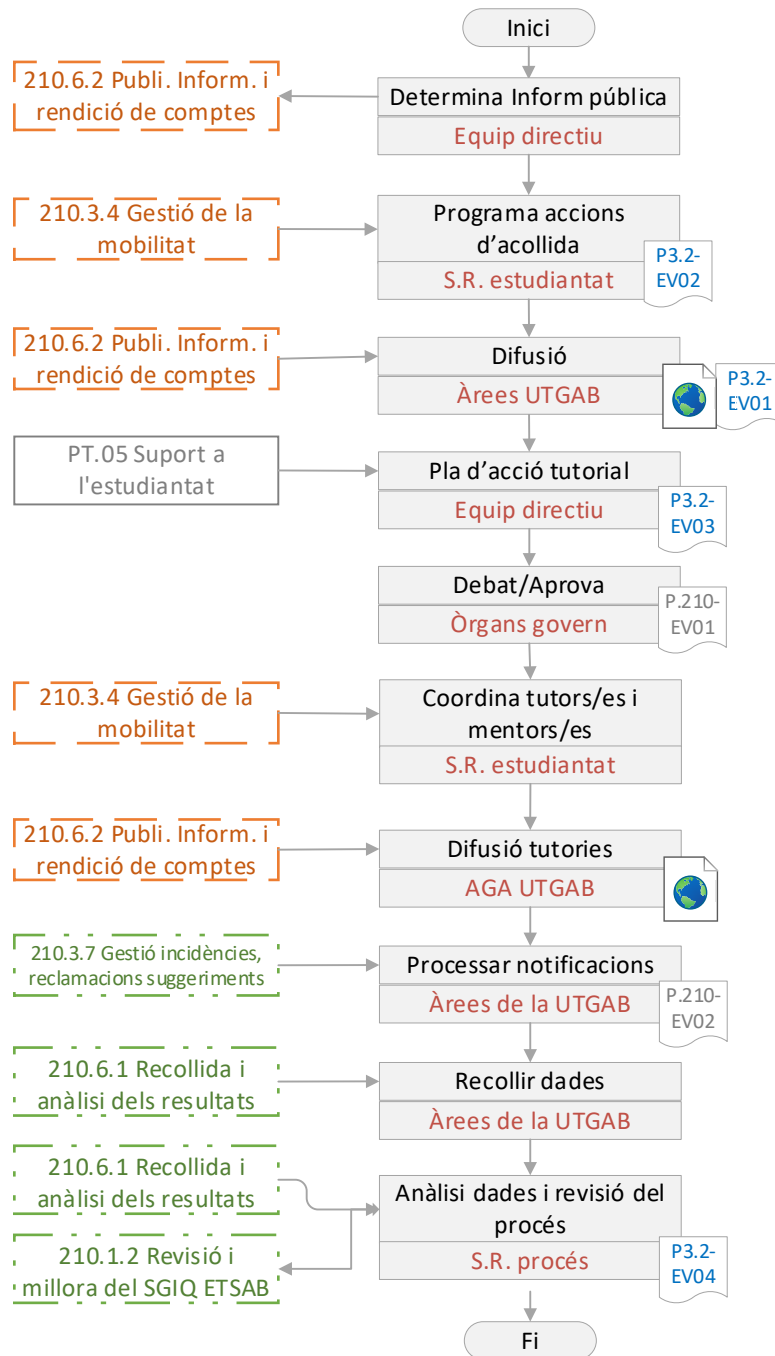 Inici
210.6.2 Publi. Inform. i
rendició de comptes
Determina Inform pública
Equip directiu
210.3.4 Gestió de la
mobilitat
Programa accions
d’acollida
S.R. estudiantat
P3.2-
EV02
210.6.2 Publi. Inform. i
rendició de comptes
Difusió
Àrees UTGAB
P3.2-
EV01
PT.05 Suport a
l'estudiantat
Pla d’acció tutorial
Equip directiu
P3.2-
EV03
Debat/Aprova
Òrgans govern
P.210-
EV01
210.3.4 Gestió de la
mobilitat
Coordina tutors/es i
mentors/es
S.R. estudiantat
210.6.2 Publi. Inform. i
rendició de comptes
Difusió tutories
AGA UTGAB
210.3.7 Gestió incidències,
reclamacions suggeriments
Processar notificacions
Àrees de la UTGAB
P.210-
EV02
210.6.1 Recollida i
anàlisi dels resultats
Recollir dades
Àrees de la UTGAB
210.6.1 Recollida i
anàlisi dels resultats
210.1.2 Revisió i
millora del SGIQ ETSAB
Anàlisi dades i revisió del
procés
S.R. procés
P3.2-
EV04
Fi